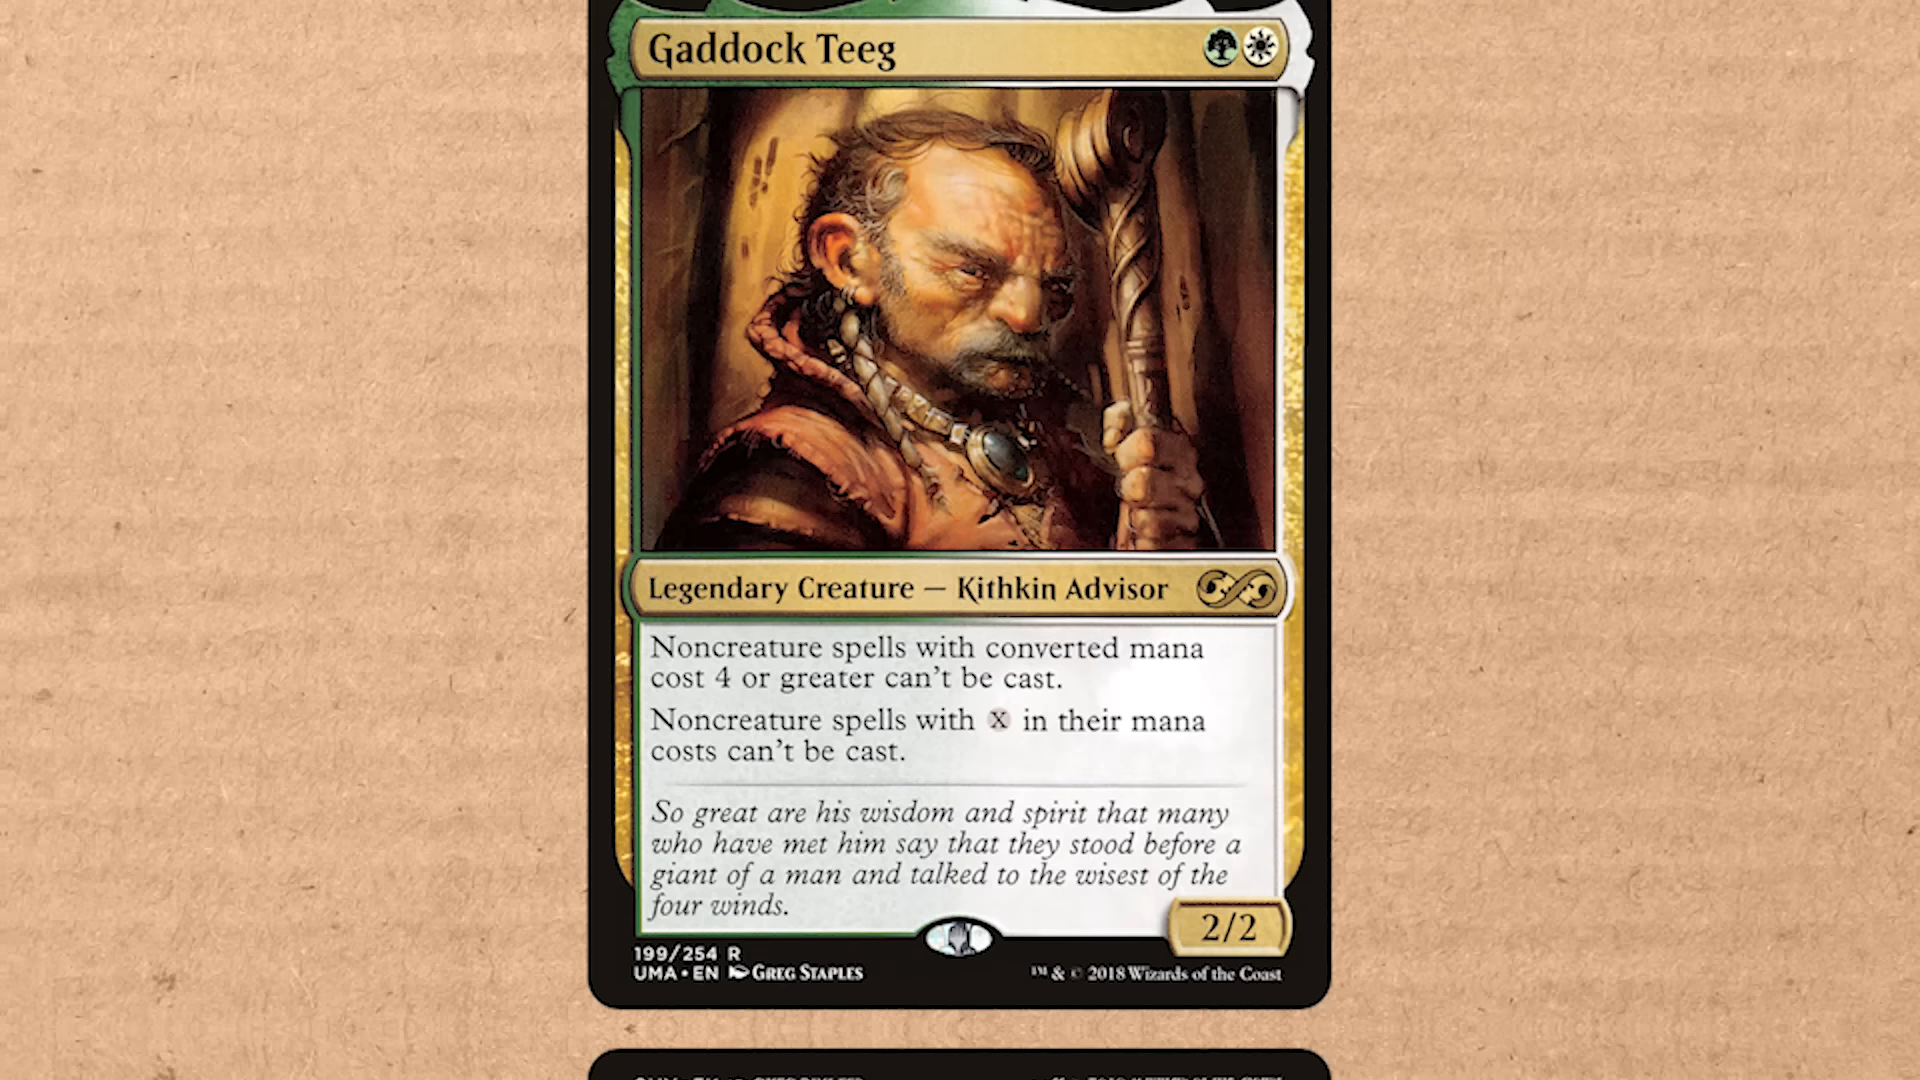 Gaddock Teeg
Legendary Creature — Kithkin Advisor
Noncreature spells with converted mana
cost 4 or greater can't be cast.
Noncreature spells with X in their mana
costs can't be cast.
So great are his wisdom and spirit that many
who have met him say that they stood before a
giant of a man and talked to the wisest of the
four winds.
2/2
199/254 R
UMA • EN Greg Staples
™ & © 2018 Wizards of the Coast